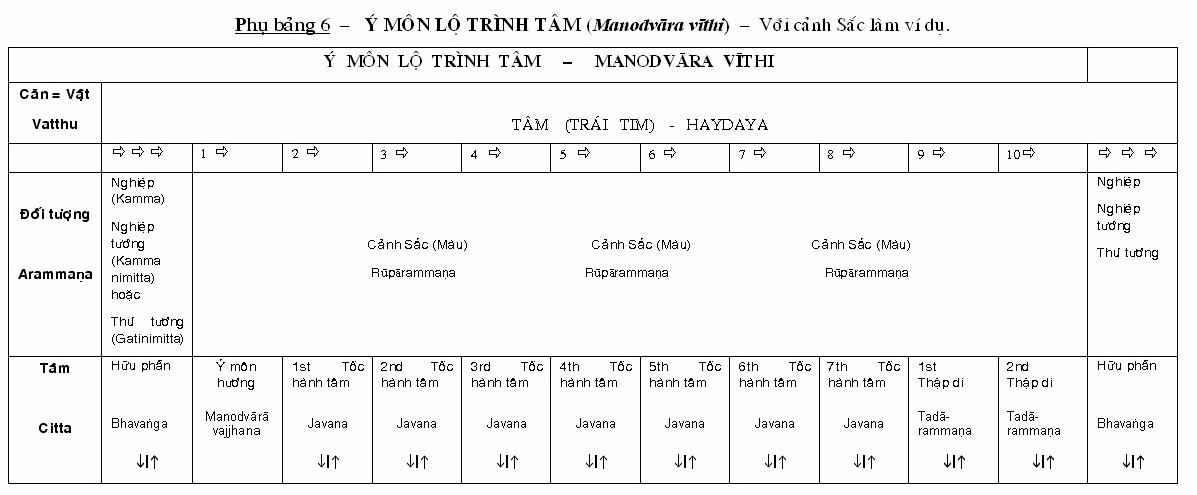 Phụ bảng 6 – Ý MÔN LỘ TRÌNH TÂM (Manodvāra vīthi) – Với cảnh Sắc làm ví dụ.
Ý MÔN LỘ TRÌNH TÂM – MANODVĀRA VĪTHI
Căn = Vật
Vatthu
TÂM (TRÁI TIM) - HAYDAYA
⇨ ⇨ ⇨ 1 ⇨ 2 ⇨ 3 ⇨ 4 ⇨ 5 ⇨ 6 ⇨ 7 ⇨ 8 ⇨ 9 ⇨ 10⇨ ⇨ ⇨ ⇨
Đối tượng
Arammaṇa
Nghiệp
(Kamma)
Nghiệp
tướng
(Kamma
nimitta)
hoặc
Thú tướng
(Gatinimitta)
Cảnh Sắc (Màu) Cảnh Sắc (Màu) Cảnh Sắc (Màu)
Rūpārammaṇa Rūpārammaṇa Rūpārammaṇa
Nghiệp
Nghiệp
tướng
Thú tướng
Tâm
Citta
Hữu phần
Bhavaṅga
↓I↑
Ý môn
hướng
Manodvārā
vajjhana
1st Tốc
hành tâm
Javana
↓I↑
2nd Tốc
hành tâm
Javana
↓I↑
3rd Tốc
hành tâm
Javana
↓I↑
4th Tốc
hành tâm
Javana
↓I↑
5th Tốc
hành tâm
Javana
↓I↑
6th Tốc
hành tâm
Javana
↓I↑
7th Tốc
hành tâm
Javana
↓I↑
1st
Thập di
Tadā-
rammaṇa
↓I↑
2nd
Thập di
Tadā-
rammaṇa
↓I↑
Hữu phần
Bhavaṅga
↓I↑